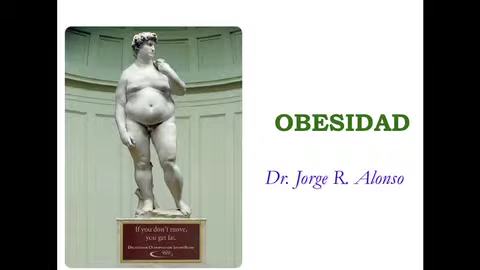 OBESIDAD
Dr. Jorge R. Alonso
If you don't move,
you get fat.